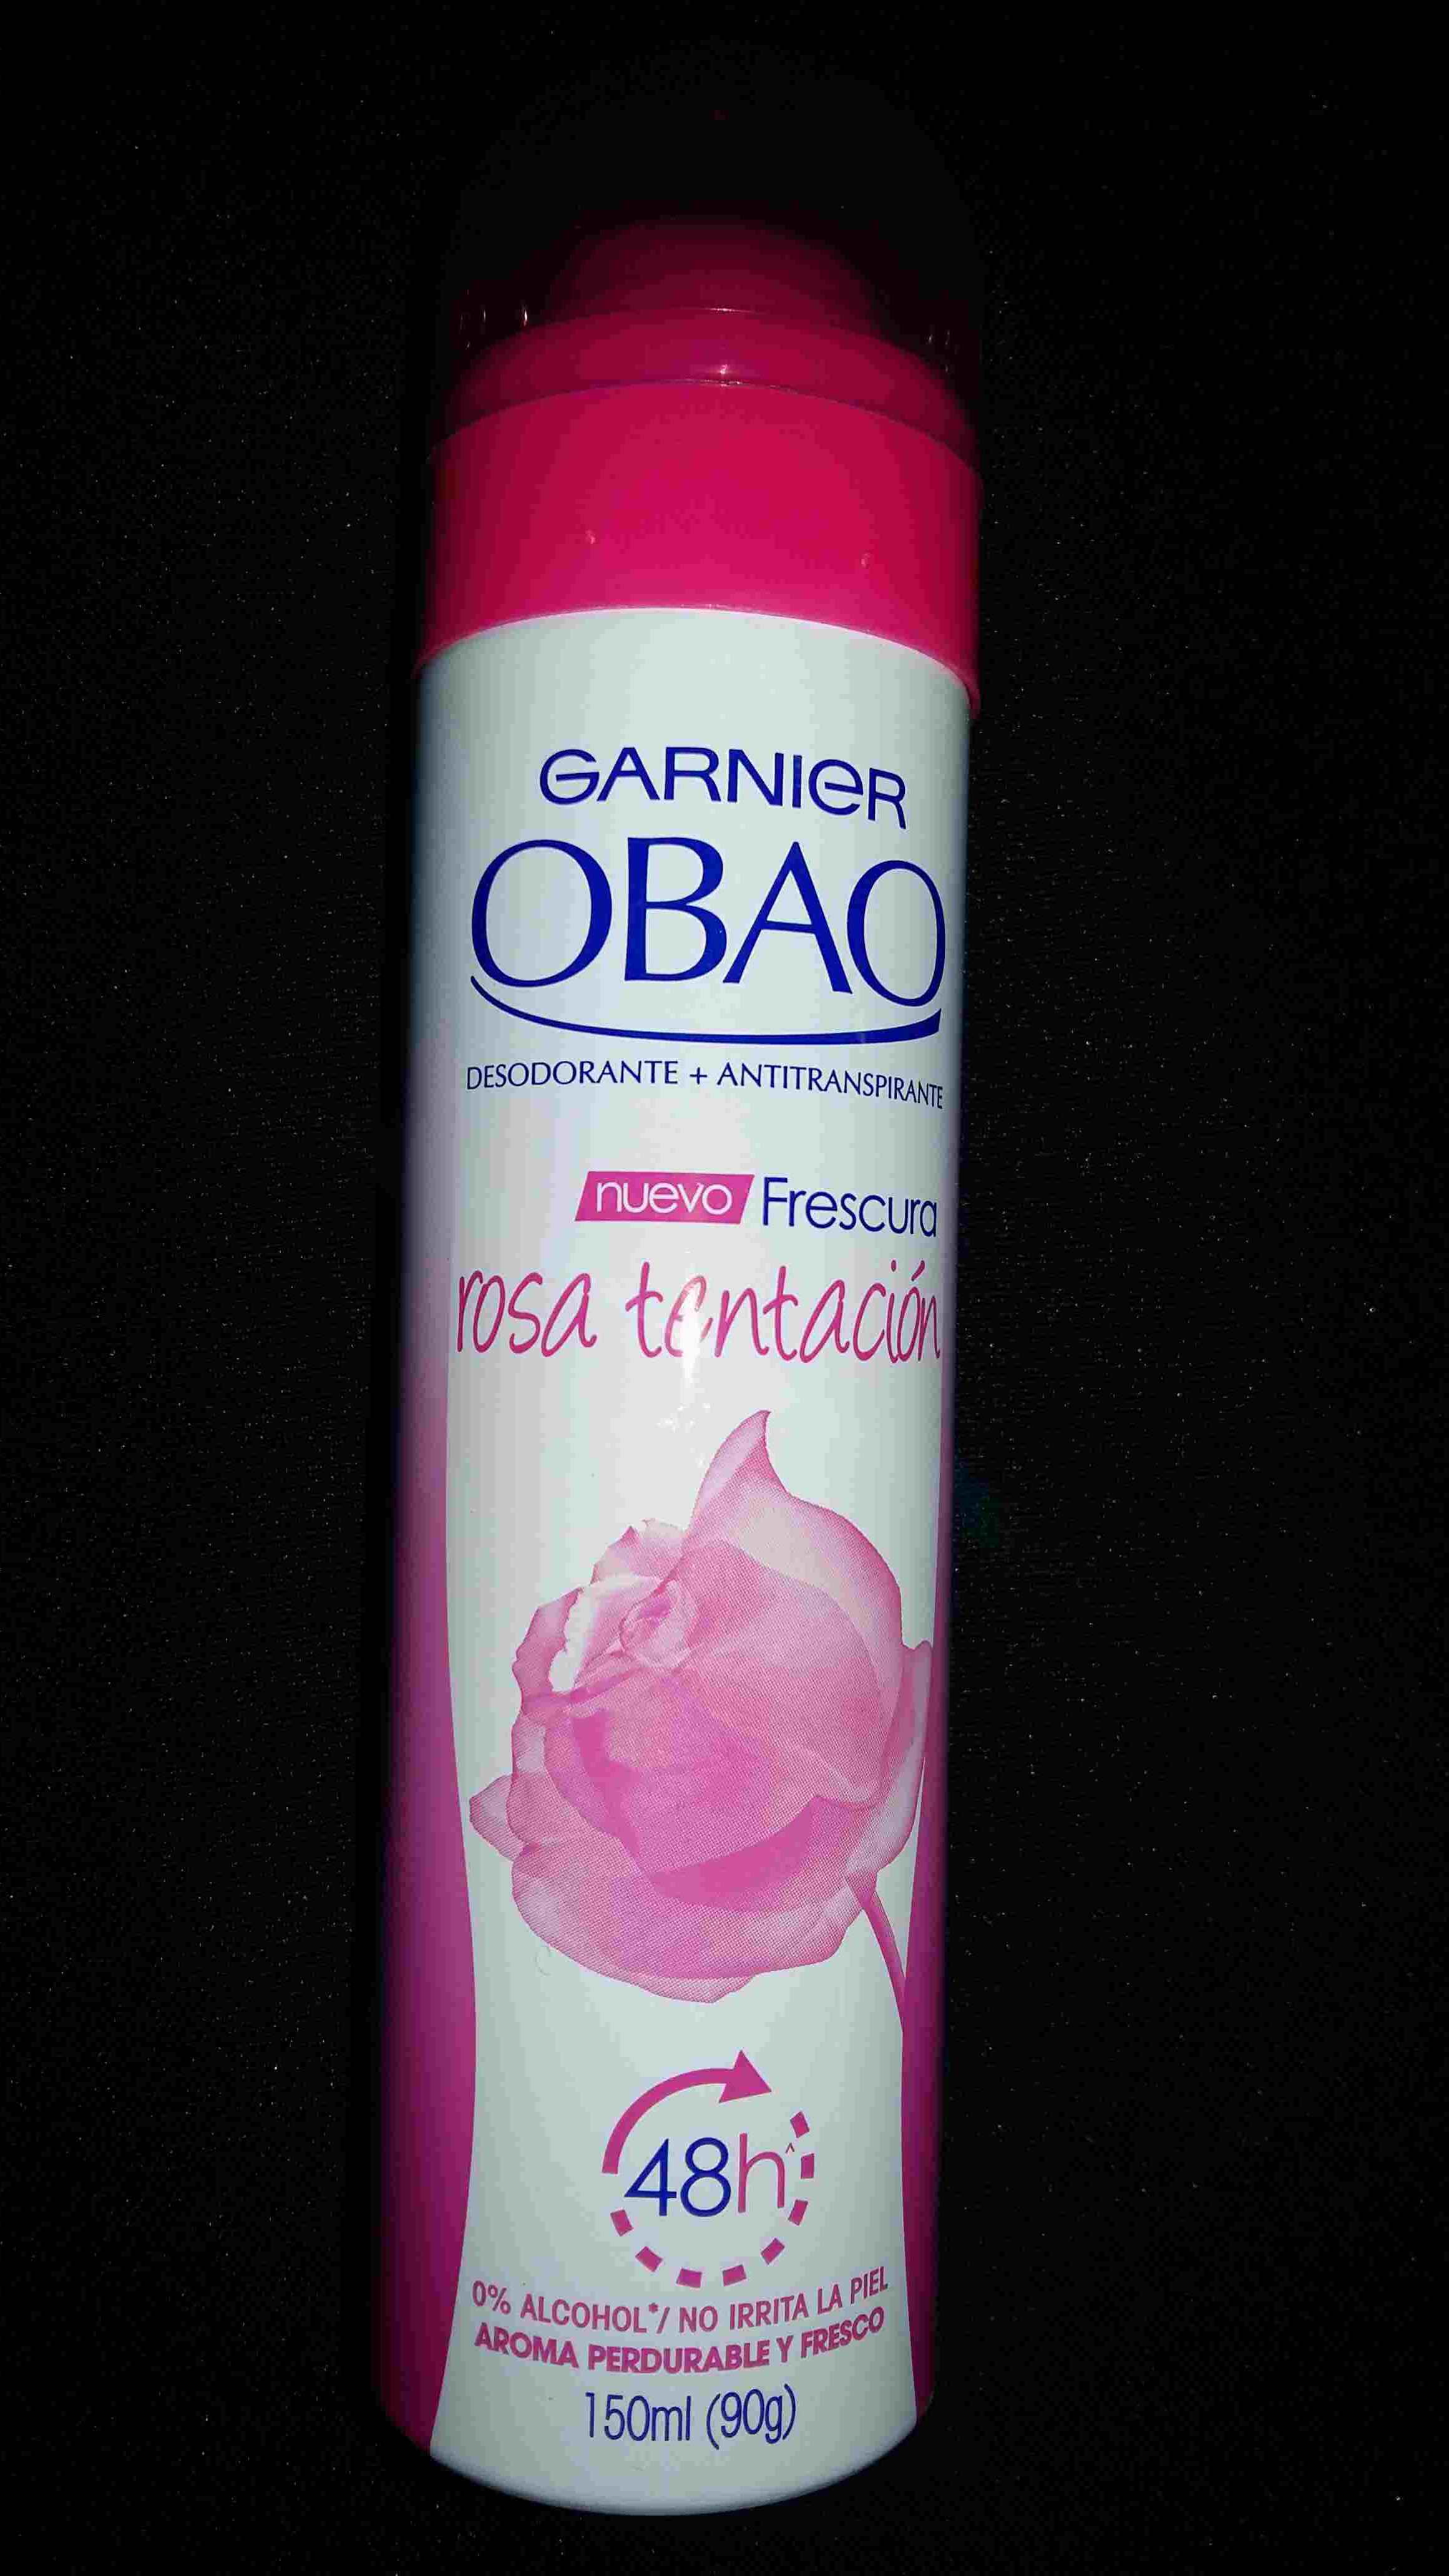 GARNIER
OBAO
DESODORANTE + ANTITRANSPIRANTE
nuevo Frescura
rosa tentación
48h^
0% ALCOHOL*/ NO IRRITA LA PIEL
AROMA PERDURABLE Y FRESCO
150ml (90g)